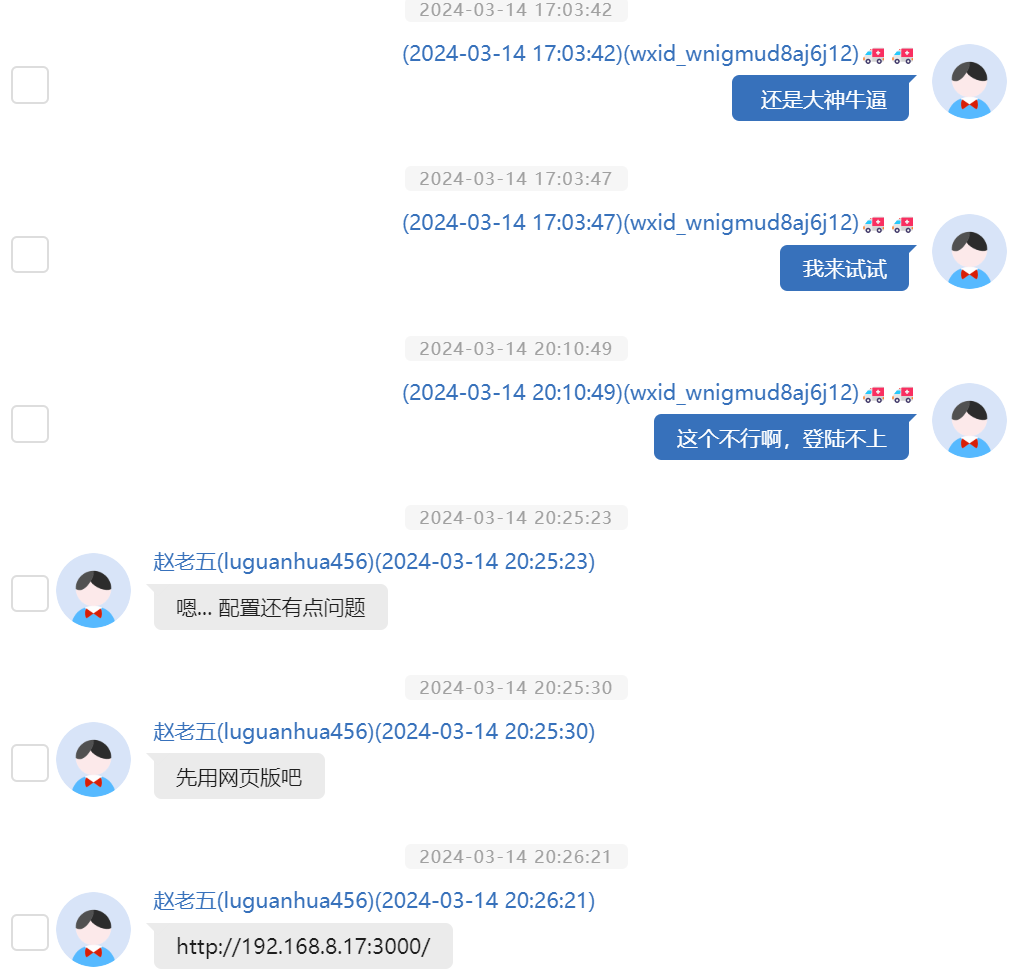 2024-03-14 17:03:42
(2024-03-14 17:03:42)(wxid_wnigmud8aj6j12)🚑🚑
还是大神牛逼
2024-03-14 17:03:47
(2024-03-14 17:03:47)(wxid_wnigmud8aj6j12)🚑🚑
我来试试
2024-03-14 20:10:49
(2024-03-14 20:10:49)(wxid_wnigmud8aj6j12)🚑🚑
这个不行啊，登陆不上
2024-03-14 20:25:23
赵老五(luguanhua456)(2024-03-14 20:25:23)
嗯... 配置还有点问题
2024-03-14 20:25:30
赵老五(luguanhua456)(2024-03-14 20:25:30)
先用网页版吧
2024-03-14 20:26:21
赵老五(luguanhua456)(2024-03-14 20:26:21)
http://192.168.8.17:3000/